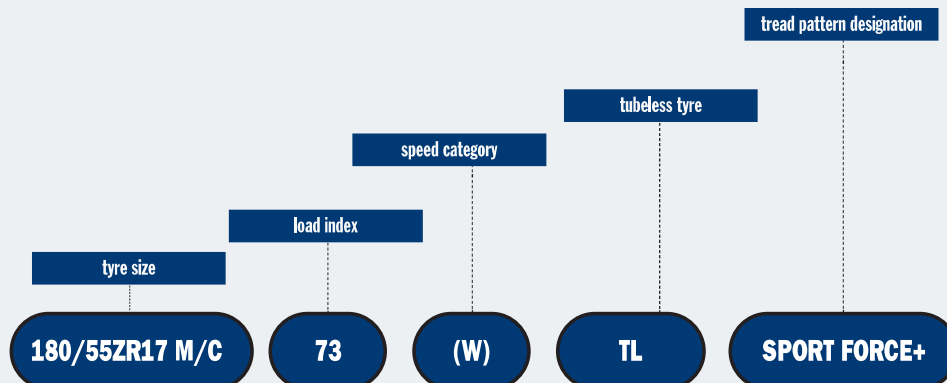 tread pattern designation
tubeless tyre
speed category
load index
tyre size
180/55ZR17 M/C 73 (W) TL SPORT FORCE+